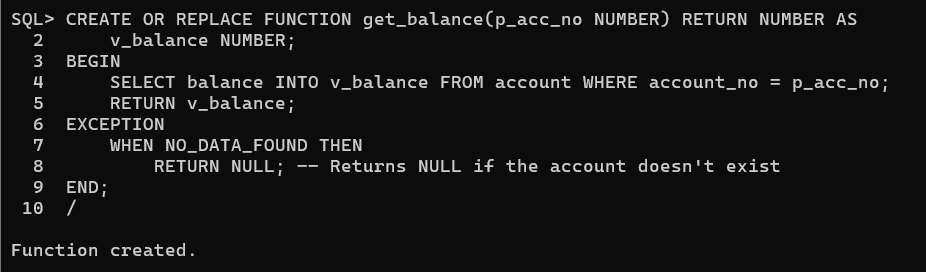 SQL> CREATE OR REPLACE FUNCTION get_balance(p_acc_no NUMBER) RETURN NUMBER AS
  2      v_balance NUMBER;
  3  BEGIN
  4      SELECT balance INTO v_balance FROM account WHERE account_no = p_acc_no;
  5      RETURN v_balance;
  6  EXCEPTION
  7      WHEN NO_DATA_FOUND THEN
  8          RETURN NULL; -- Returns NULL if the account doesn't exist
  9  END;
 10  /

Function created.